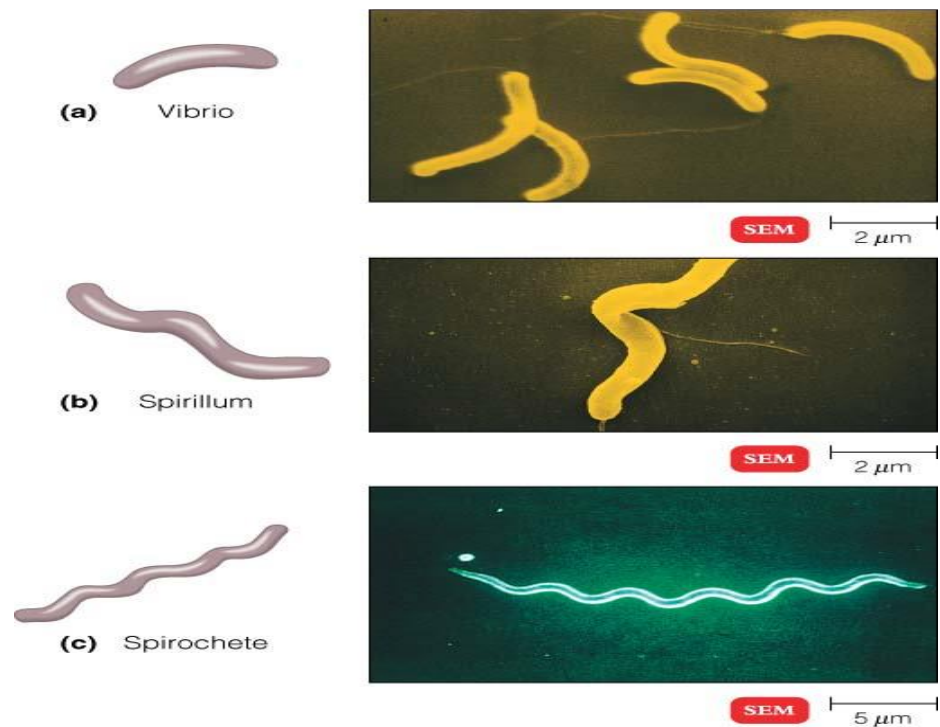 (a) Vibrio
SEM 2 μm
(b) Spirillum
SEM 2 μm
(c) Spirochete
SEM 5 μm